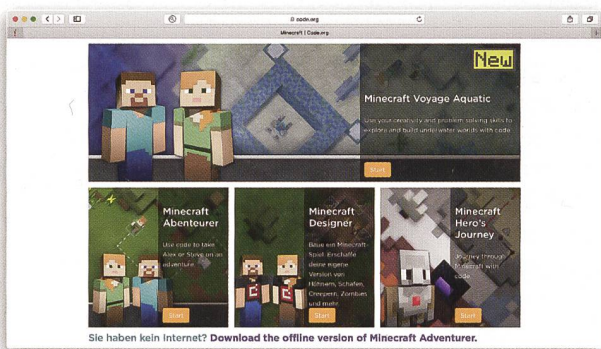 code.org
Minecraft | Code.org
New
Minecraft Voyage Aquatic
Use your creativity and problem solving skills to
explore and build underwater worlds with code.
Start
Minecraft
Abenteurer
Use code to take
Alex or Steve on an
adventure
Start
Minecraft
Designer
Baue ein Minecraft-
Spiel. Erschaffe
deine eigene
Version von
Hühnern, Schafen,
Creepern, Zombies
und mehr.
Start
Minecraft
Hero's
Journey
Journey through
Minecraft with
code.
Start
Sie haben kein Internet? Download the offline version of Minecraft Adventurer.